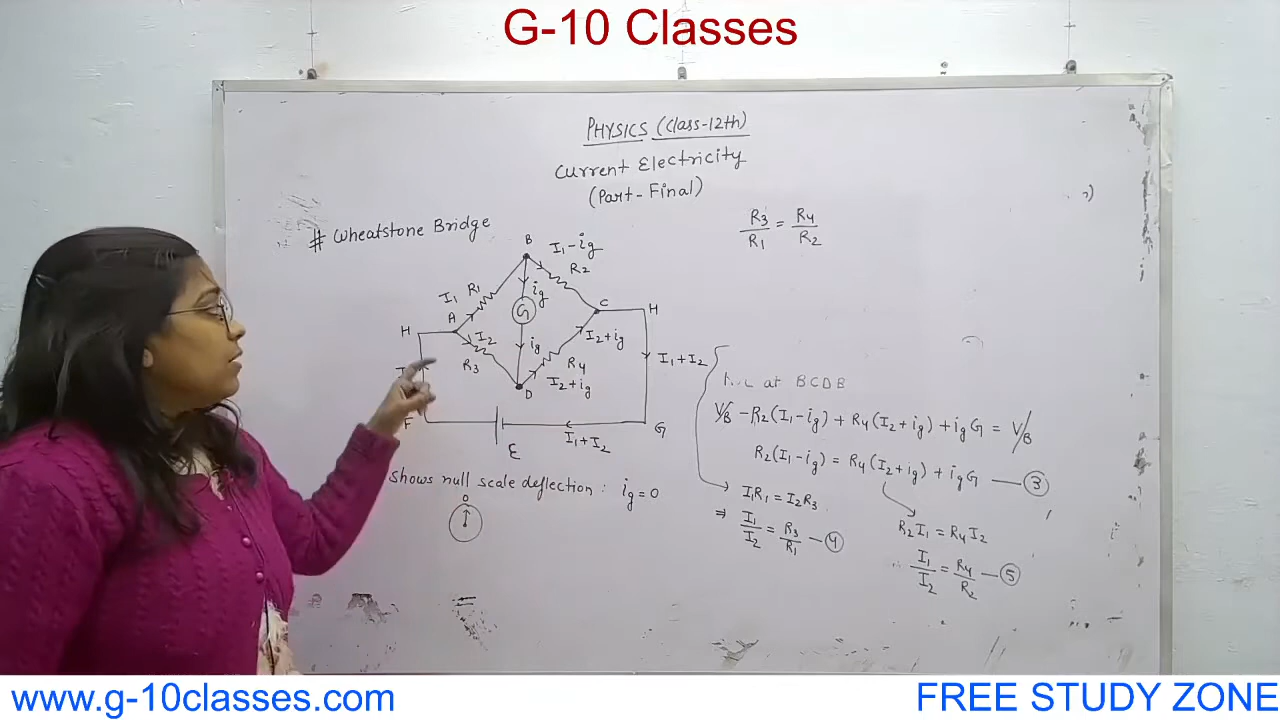 G-10 Classes
PHYSICS (Class-12th)
Current Electricity
(Part-Final)
# Wheatstone Bridge
R3/R1 = R4/R2
B
I1-ig
R2
I1 R1
ig
G
A
C
H
H
I2
ig
I2+ig
R3
R4
I2+ig
D
I1+I2
F
E
I1+I2
G
at BCDB
VB - R2(I1-ig) + R4(I2+ig) + igG = VB
R2(I1-ig) = R4(I2+ig) + igG — 3
shows null scale deflection : ig=0
0
I1R1 = I2R3
⇒ I1/I2 = R3/R1 — 4
R2I1 = R4I2
∴ I1/I2 = R4/R2 — 5
www.g-10classes.com
FREE STUDY ZONE